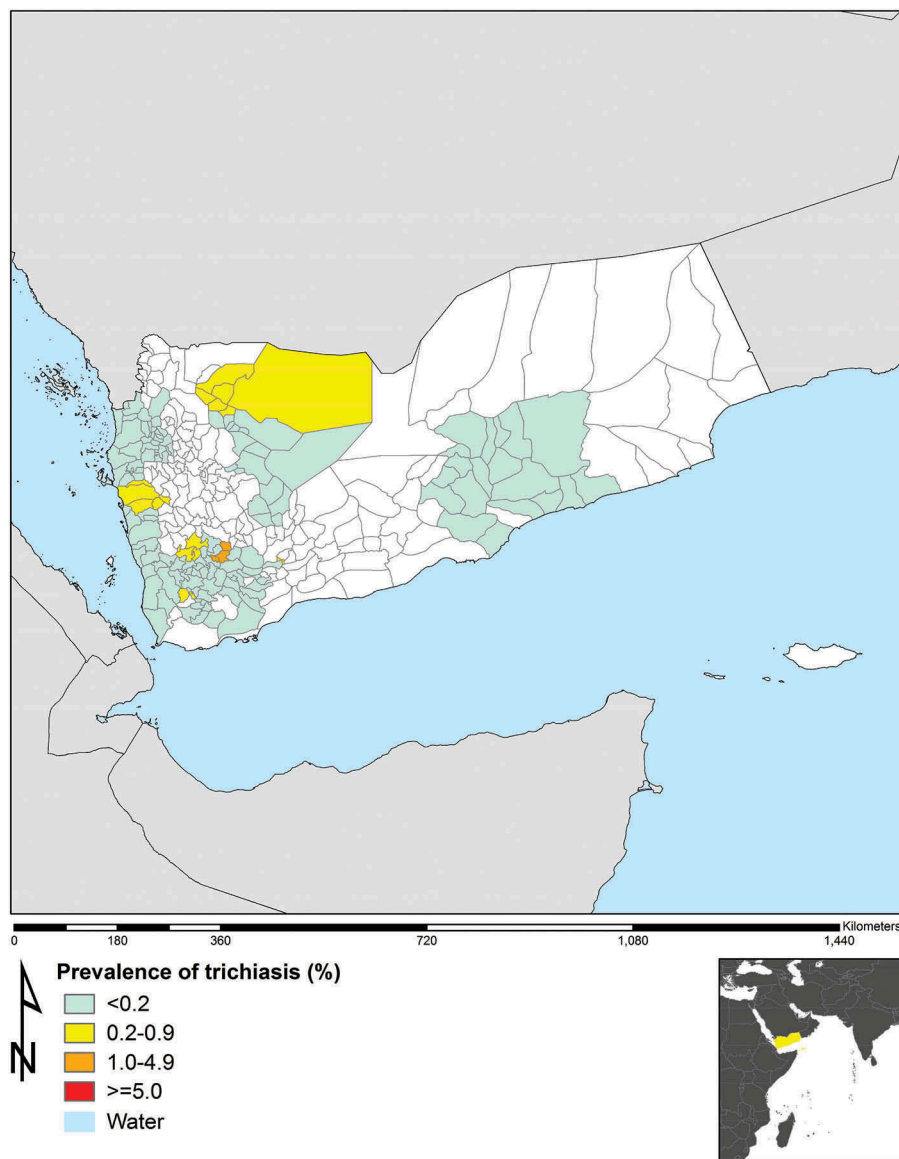 Kilometers
0 180 360 720 1,080 1,440
Prevalence of trichiasis (%)
<0.2
0.2-0.9
1.0-4.9
>=5.0
Water
N